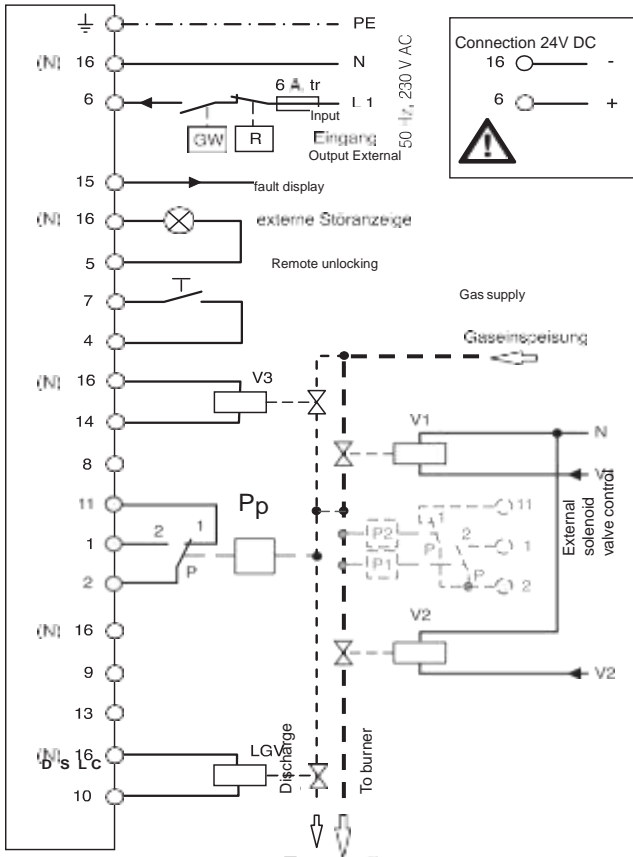 PE
(N) 16 N
6 6 A. tr L 1
Input
GW R Eingang
Output External
50 Hz, 230 V AC
Connection 24V DC
16 -
6 +
15 fault display
(N) 16 externe Störanzeige
5 Remote unlocking
7
4
Gas supply
Gaseinspeisung
(N) 16 V3
14
8
V1 N
V
External
solenoid
valve control
11 Pp
1 2 1
P
2
P2 1 11
P 2 1
P1 P 2
(N) 16
9
13
V2
V2
(N) 16 LGV
D S L C
10
Discharge
To burner